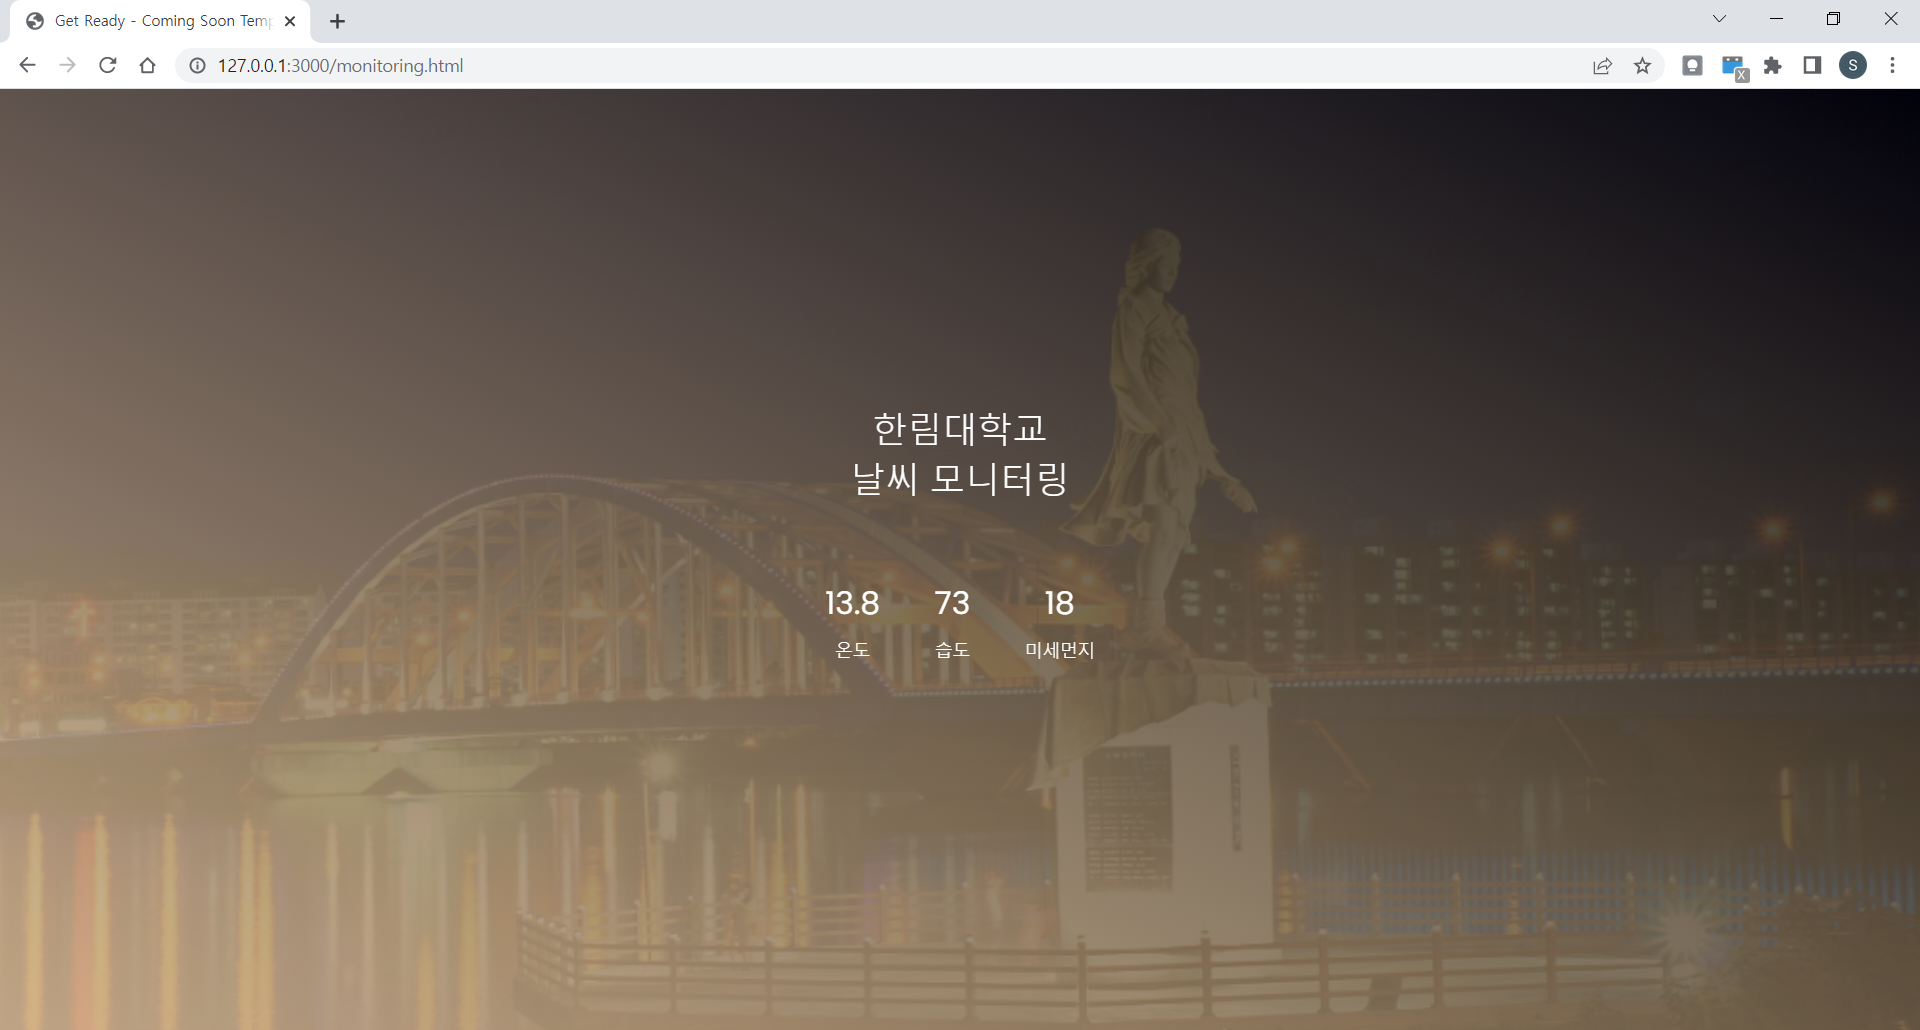 Get Ready - Coming Soon Temp
127.0.0.1:3000/monitoring.html
S
X
한림대학교
날씨 모니터링
13.8 73 18
온도 습도 미세먼지